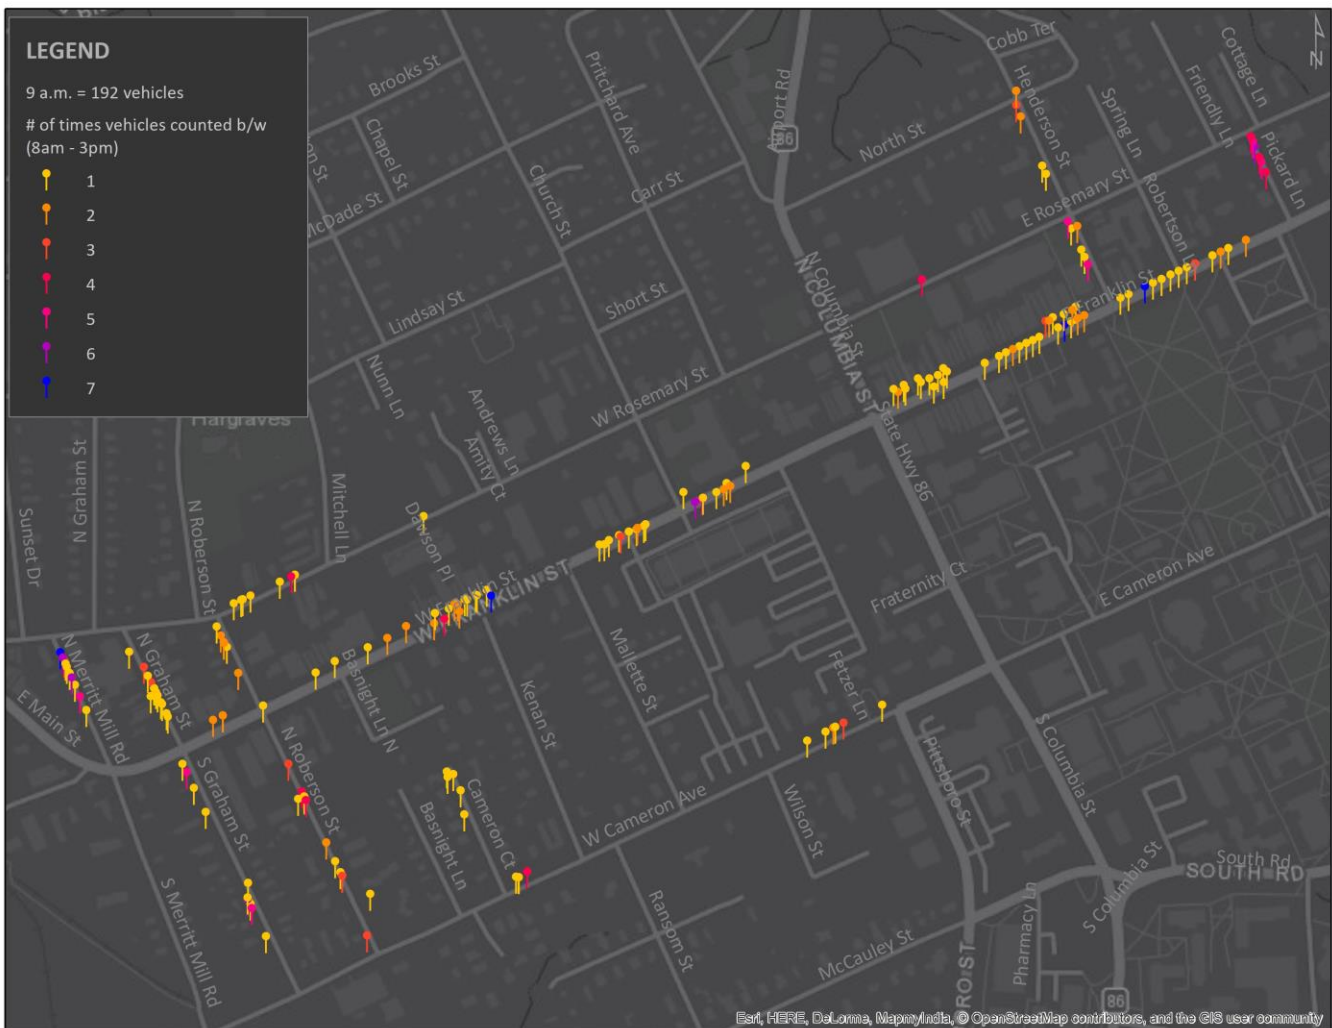 LEGEND
9 a.m. = 192 vehicles
# of times vehicles counted b/w
(8am - 3pm)
1
2
3
4
5
6
7
Cobb Ter
Brooks St
Pritchard Ave
Airport Rd
86
Henderson St
Spring Ln
Friendly Ln
Cottage Ln
Pickard Ln
North St
Chapel St
McDade St
Church St
Carr St
E Rosemary St
Robertson L
N Columbia St
N COLUMBIA ST
Franklin St
Short St
Lindsay St
Nunn Ln
Andrews Ln
Amity Ct
W Rosemary St
State Hwy 86
Hargraves
N Graham St
Sunset Dr
N Roberson St
Mitchell Ln
Dawson Pl
W Franklin St
W FRANKLIN ST
Fraternity Ct
E Cameron Ave
N Merritt Mill Rd
N Graham St
E Main St
Basnight Ln N
Kenan St
Mallette St
Fetzer Ln
S Columbia St
Pittsboro St
S Graham St
N Roberson St
Basnight Ln
Cameron Ct
W Cameron Ave
Wilson St
S Merritt Mill Rd
Ransom St
McCauley St
Pharmacy Ln
S Columbia St
South Rd
SOUTH RD
RO ST
86
Esri, HERE, DeLorme, MapmyIndia, © OpenStreetMap contributors, and the GIS user community